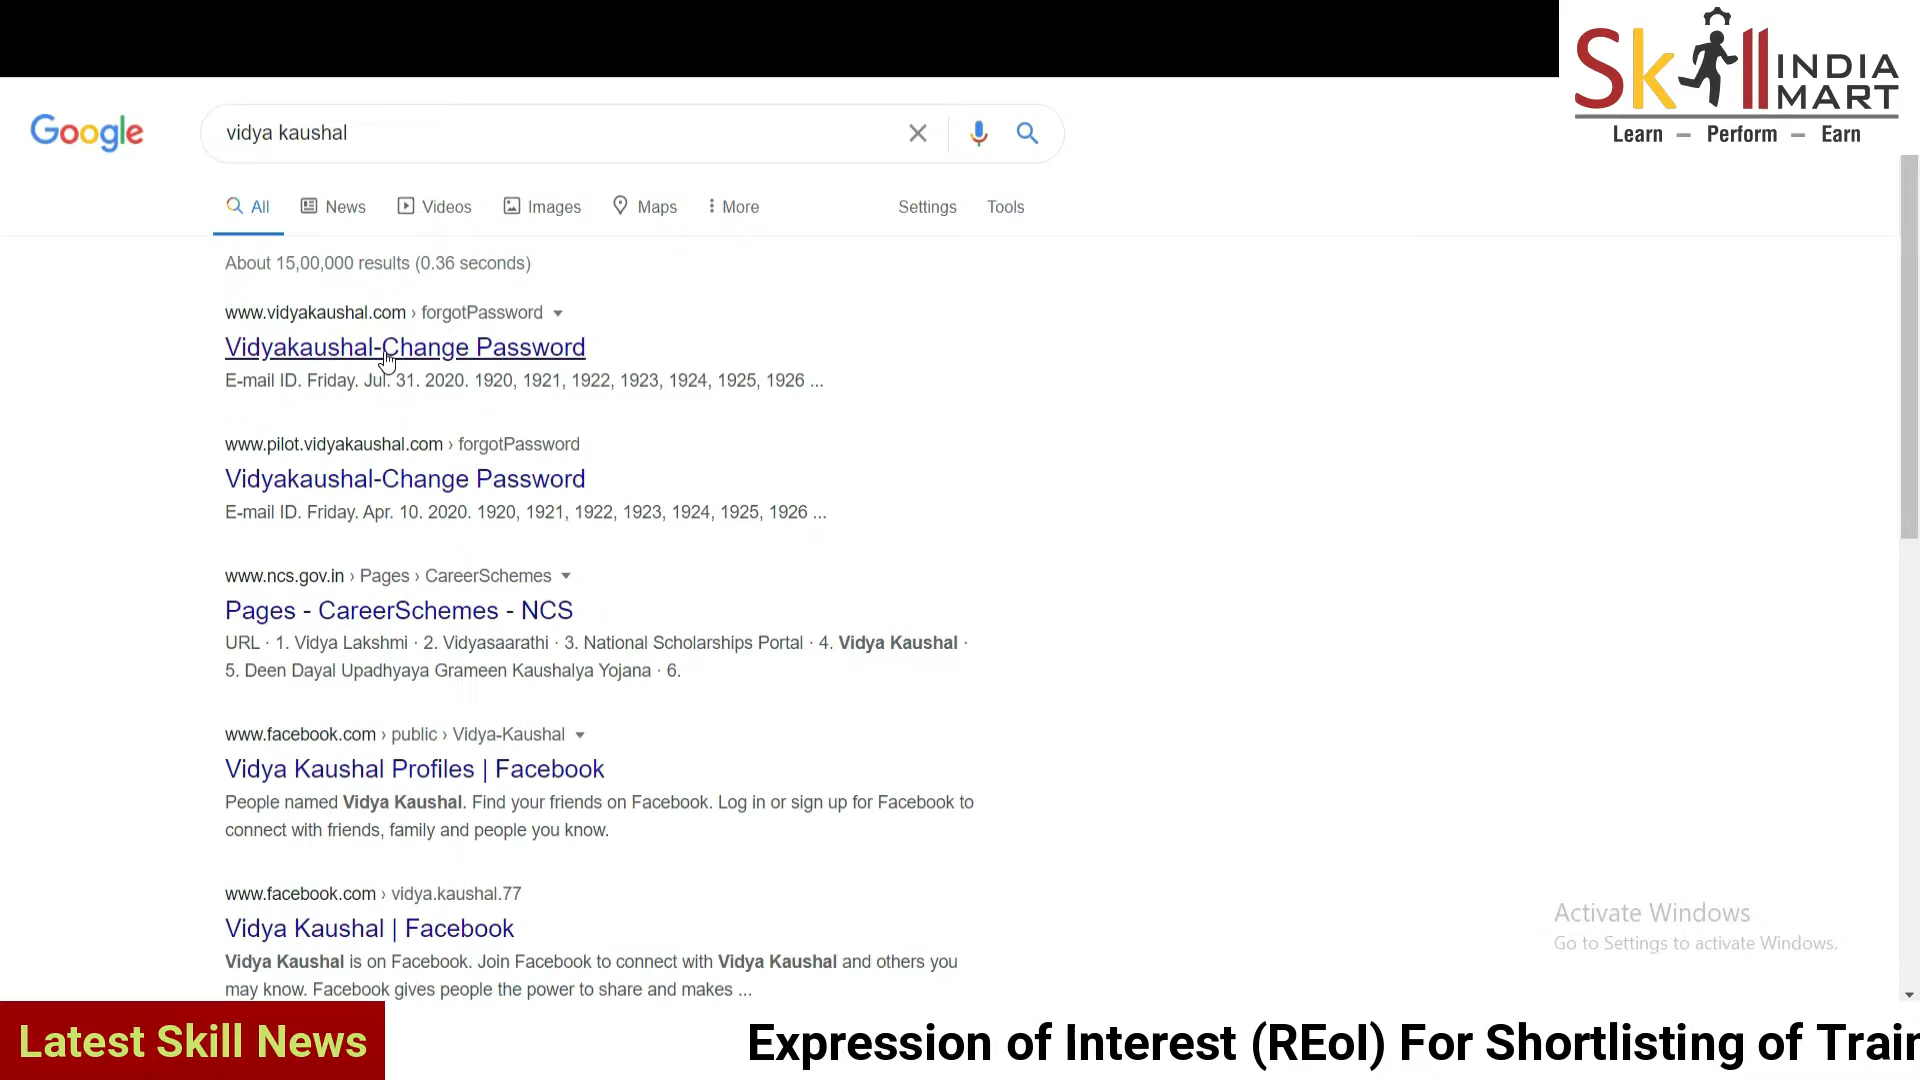 Skill INDIA MART
Learn – Perform – Earn
Google
vidya kaushal
All News Videos Images Maps More Settings Tools
About 15,00,000 results (0.36 seconds)
www.vidyakaushal.com › forgotPassword
Vidyakaushal-Change Password
E-mail ID. Friday. Jul. 31. 2020. 1920, 1921, 1922, 1923, 1924, 1925, 1926 ...
www.pilot.vidyakaushal.com › forgotPassword
Vidyakaushal-Change Password
E-mail ID. Friday. Apr. 10. 2020. 1920, 1921, 1922, 1923, 1924, 1925, 1926 ...
www.ncs.gov.in › Pages › CareerSchemes
Pages - CareerSchemes - NCS
URL · 1. Vidya Lakshmi · 2. Vidyasaarathi · 3. National Scholarships Portal · 4. Vidya Kaushal ·
5. Deen Dayal Upadhyaya Grameen Kaushalya Yojana · 6.
www.facebook.com › public › Vidya-Kaushal
Vidya Kaushal Profiles | Facebook
People named Vidya Kaushal. Find your friends on Facebook. Log in or sign up for Facebook to
connect with friends, family and people you know.
www.facebook.com › vidya.kaushal.77
Vidya Kaushal | Facebook
Vidya Kaushal is on Facebook. Join Facebook to connect with Vidya Kaushal and others you
may know. Facebook gives people the power to share and makes ...
Activate Windows
Go to Settings to activate Windows.
Latest Skill News
Expression of Interest (REoI) For Shortlisting of Train